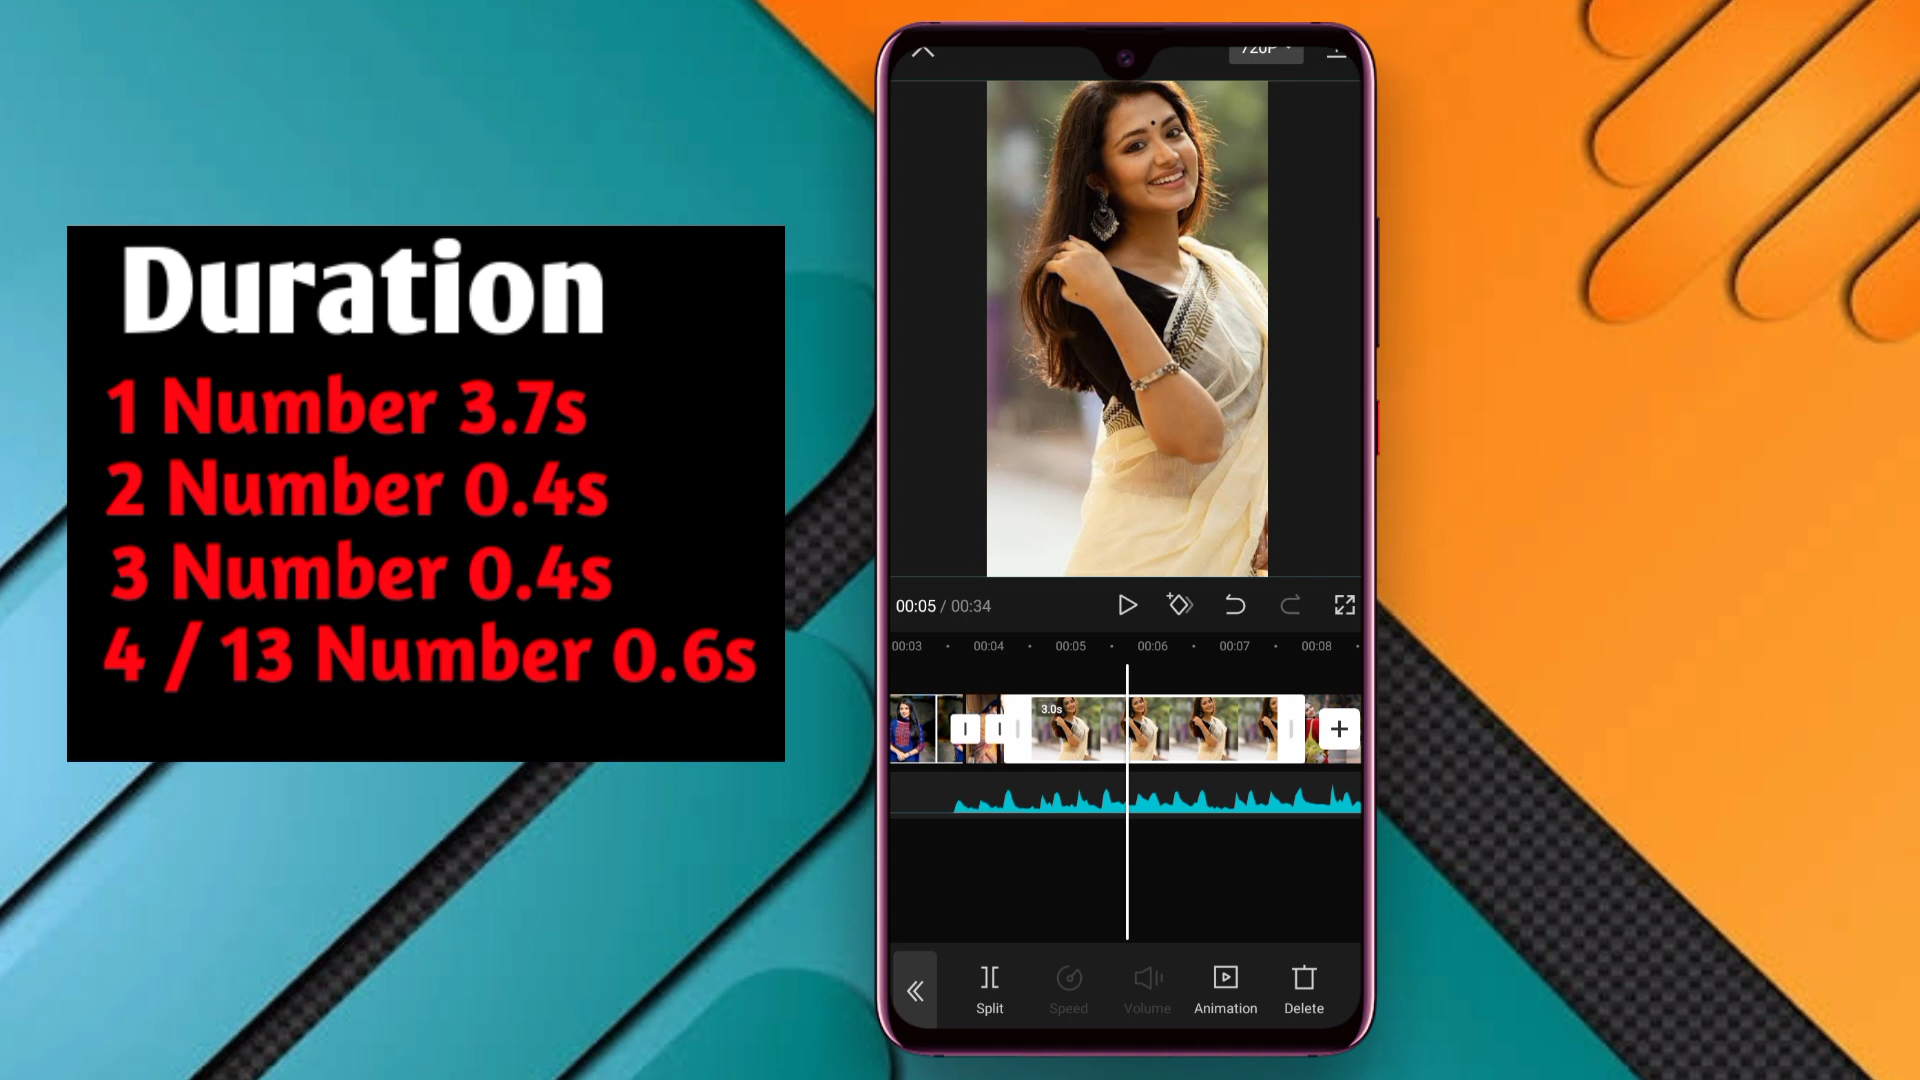 Duration
1 Number 3.7s
2 Number 0.4s
3 Number 0.4s
4 / 13 Number 0.6s
720P
00:05 / 00:34
00:03 00:04 00:05 00:06 00:07 00:08
3.0s
Split Speed Volume Animation Delete